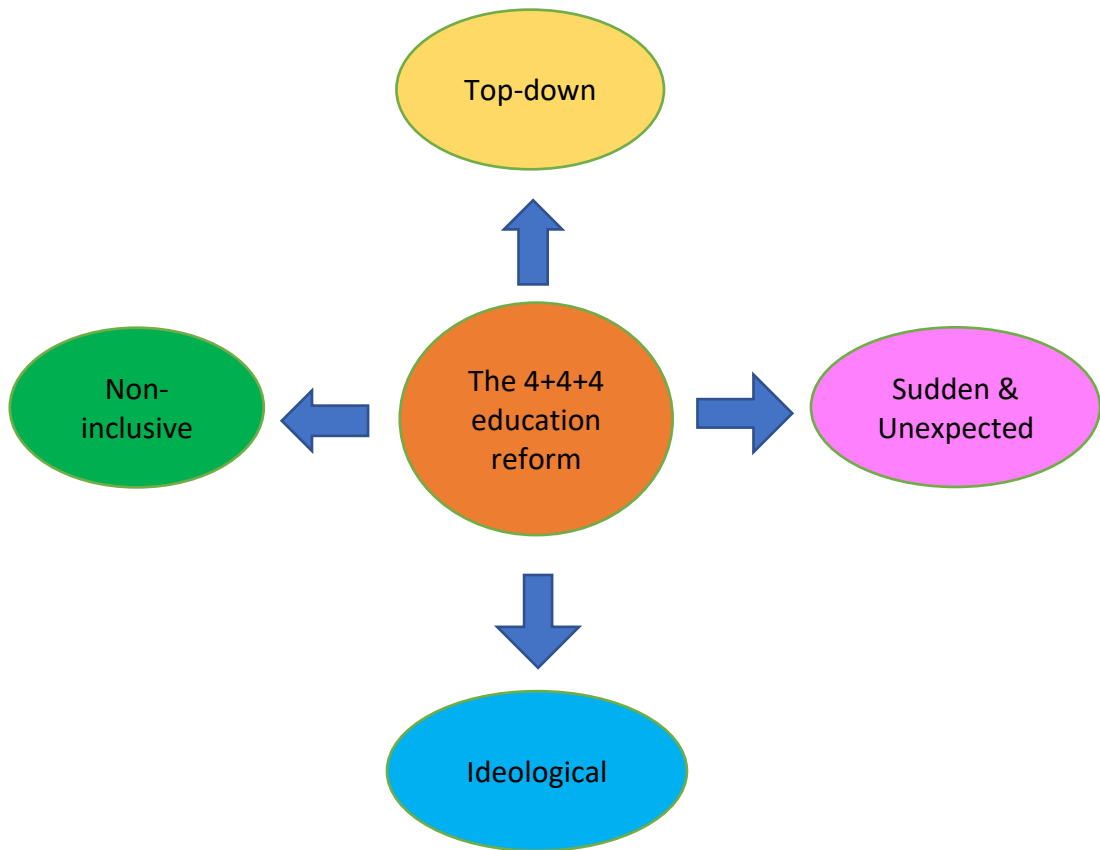 Top-down
Non-
inclusive
The 4+4+4
education
reform
Sudden &
Unexpected
Ideological